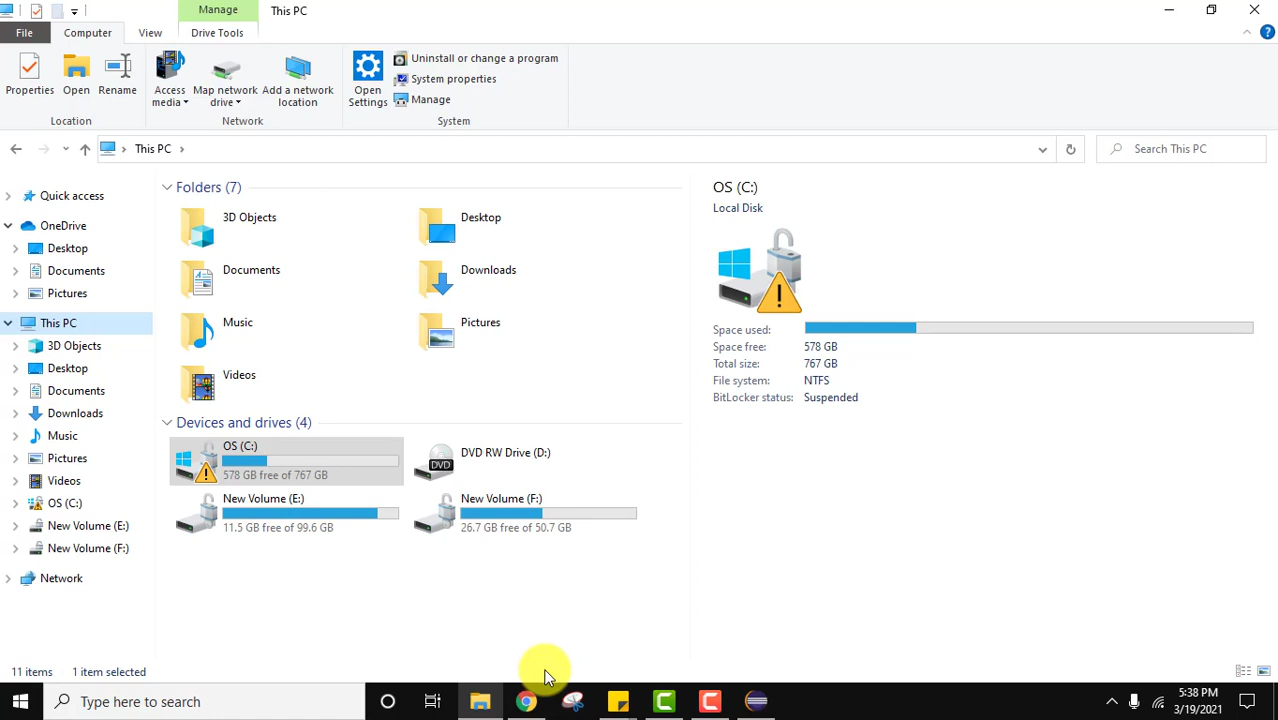 Manage This PC
File Computer View Drive Tools
Properties Open Rename Access media Map network drive Add a network location Open Settings Uninstall or change a program
System properties
Manage
Location Network System
This PC Search This PC
Quick access
OneDrive
Desktop
Documents
Pictures
This PC
3D Objects
Desktop
Documents
Downloads
Music
Pictures
Videos
OS (C:)
New Volume (E:)
New Volume (F:)
Network
Folders (7)
3D Objects Desktop
Documents Downloads
Music Pictures
Videos
Devices and drives (4)
OS (C:)
578 GB free of 767 GB
DVD RW Drive (D:)
DVD
New Volume (E:)
11.5 GB free of 99.6 GB
New Volume (F:)
26.7 GB free of 50.7 GB
OS (C:)
Local Disk
Space used:
Space free: 578 GB
Total size: 767 GB
File system: NTFS
BitLocker status: Suspended
11 items 1 item selected
Type here to search
5:38 PM
3/19/2021